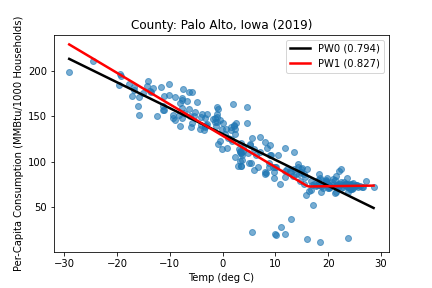 County: Palo Alto, Iowa (2019)
Per-Capita Consumption (MMBtu/1000 Households)
200
150
100
50
PW0 (0.794)
PW1 (0.827)
−30
−20
−10
0
10
20
30
Temp (deg C)